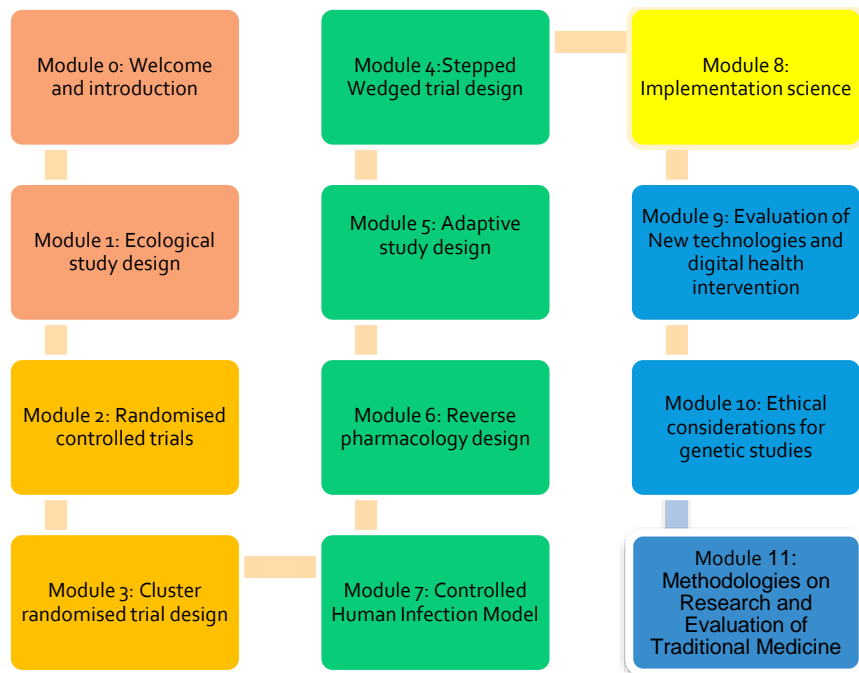 Module 0: Welcome
and introduction
Module 1: Ecological
study design
Module 2: Randomised
controlled trials
Module 3: Cluster
randomised trial design
Module 4:Stepped
Wedged trial design
Module 5: Adaptive
study design
Module 6: Reverse
pharmacology design
Module 7: Controlled
Human Infection Model
Module 8:
Implementation science
Module 9: Evaluation of
New technologies and
digital health
intervention
Module 10: Ethical
considerations for
genetic studies
Module 11:
Methodologies on
Research and
Evaluation of
Traditional Medicine